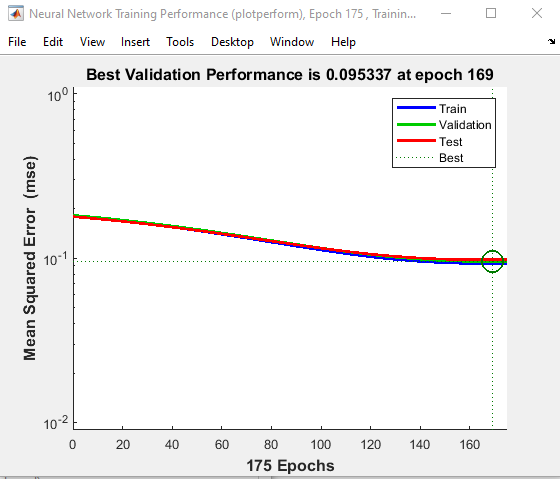 Neural Network Training Performance (plotperform), Epoch 175 , Trainin...
File Edit View Insert Tools Desktop Window Help
Best Validation Performance is 0.095337 at epoch 169
Train
Validation
Test
Best
Mean Squared Error (mse)
10^0
10^-1
10^-2
0 20 40 60 80 100 120 140 160
175 Epochs